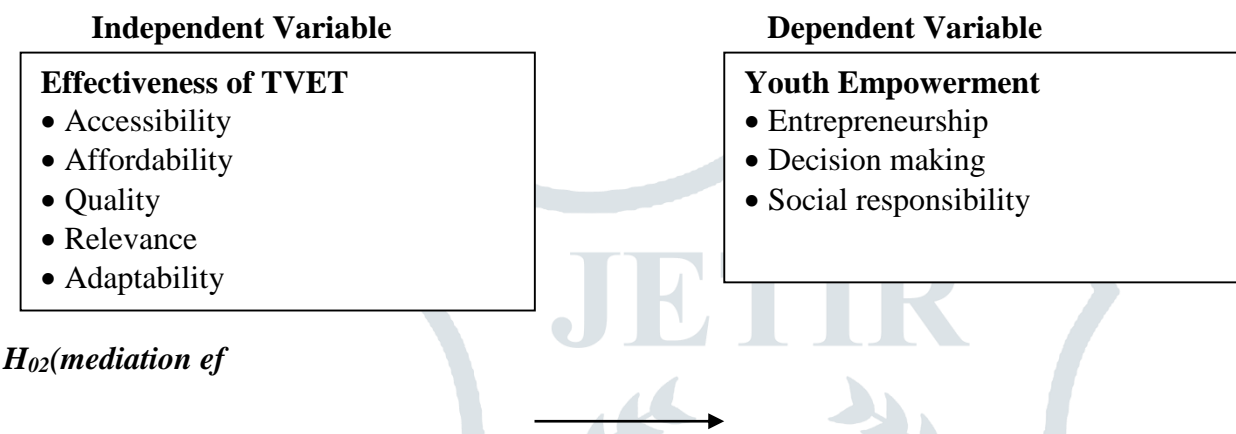 Independent Variable
Dependent Variable
Effectiveness of TVET
• Accessibility
• Affordability
• Quality
• Relevance
• Adaptability
Youth Empowerment
• Entrepreneurship
• Decision making
• Social responsibility
JETIR
H02(mediation ef